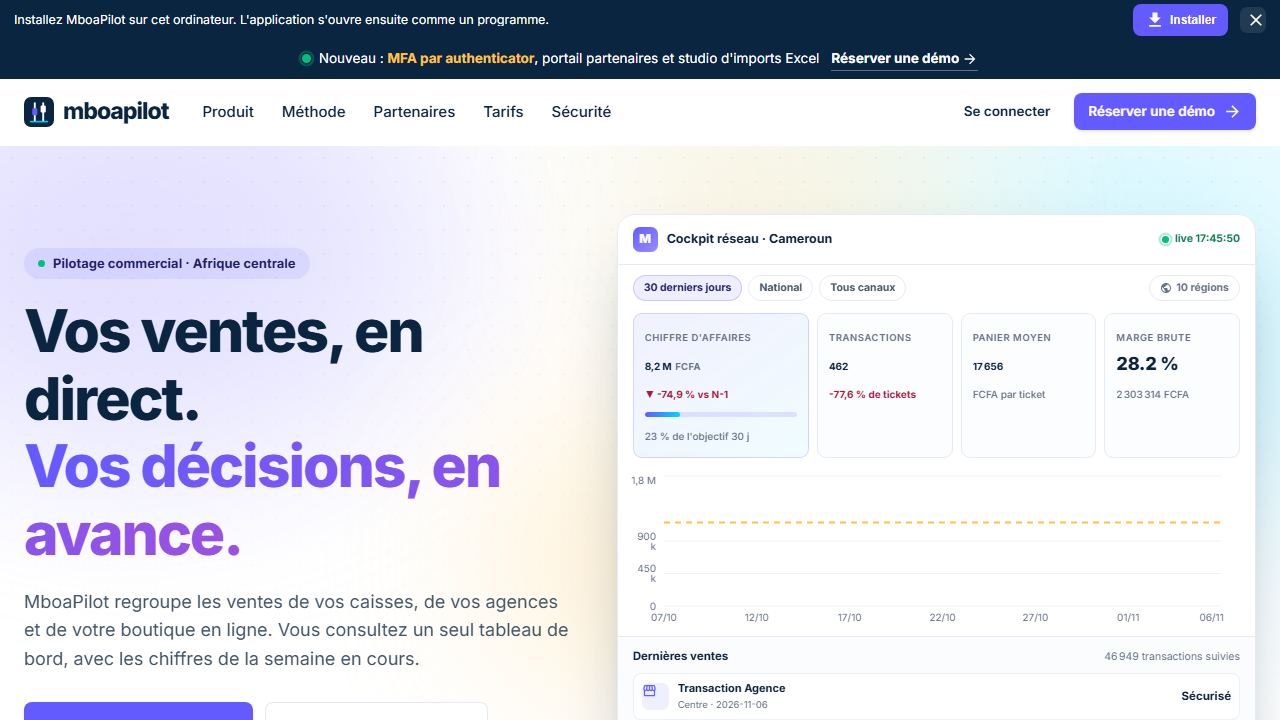 Installez MboaPilot sur cet ordinateur. L'application s'ouvre ensuite comme un programme.
Installer
Nouveau : MFA par authenticator, portail partenaires et studio d'imports Excel Réserver une démo →
mboapilot
Produit
Méthode
Partenaires
Tarifs
Sécurité
Se connecter
Réserver une démo →
Pilotage commercial · Afrique centrale
Vos ventes, en
direct.
Vos décisions, en
avance.
MboaPilot regroupe les ventes de vos caisses, de vos agences
et de votre boutique en ligne. Vous consultez un seul tableau de
bord, avec les chiffres de la semaine en cours.
M
Cockpit réseau · Cameroun
live 17:45:50
30 derniers jours
National
Tous canaux
10 régions
CHIFFRE D'AFFAIRES
8,2 M FCFA
▼ -74,9 % vs N-1
23 % de l'objectif 30 j
TRANSACTIONS
462
-77,6 % de tickets
PANIER MOYEN
17 656
FCFA par ticket
MARGE BRUTE
28.2 %
2 303 314 FCFA
1,8 M
900
k
450
k
0
07/10
12/10
17/10
22/10
27/10
01/11
06/11
Dernières ventes
46 949 transactions suivies
Transaction Agence
Centre · 2026-11-06
Sécurisé